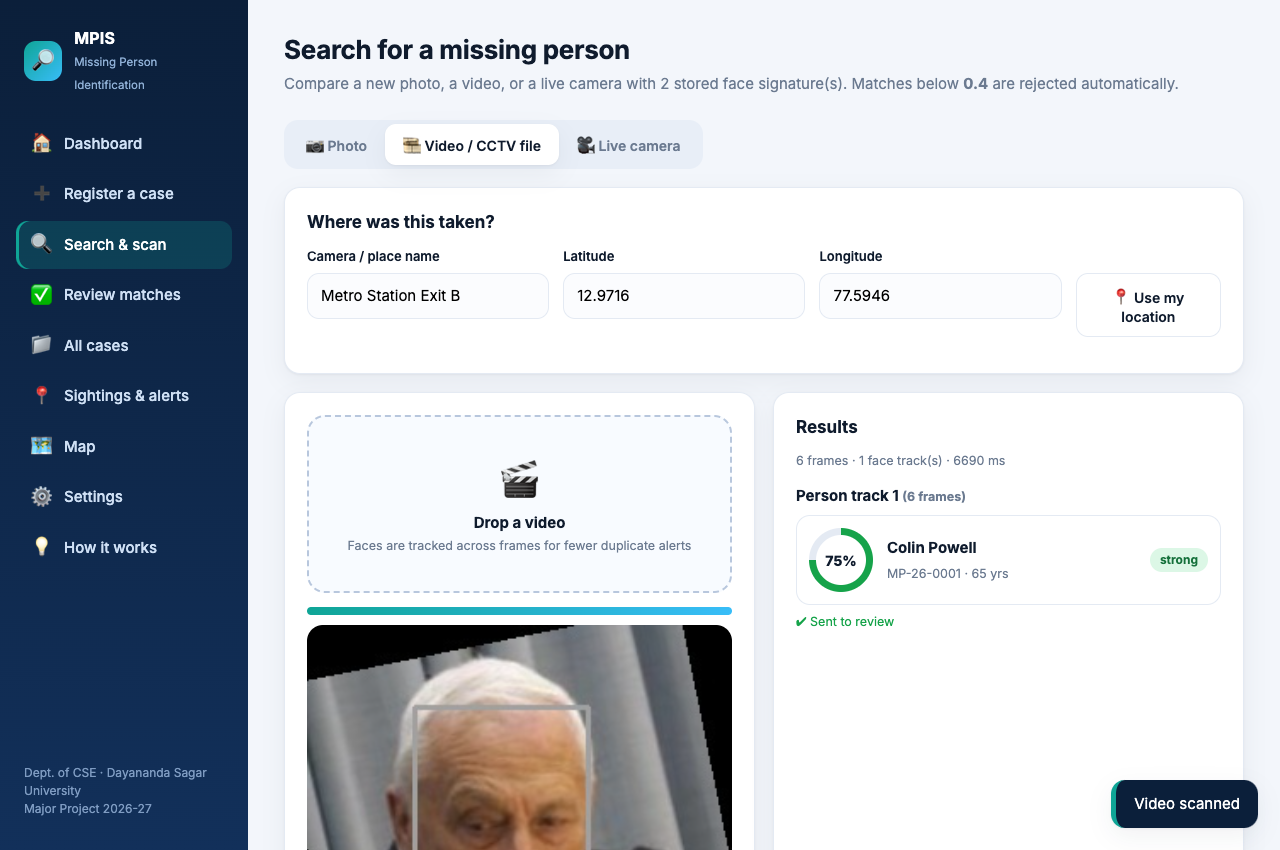 MPIS
Missing Person
Identification
Dashboard
Register a case
Search & scan
Review matches
All cases
Sightings & alerts
Map
Settings
How it works
Dept. of CSE · Dayananda Sagar
University
Major Project 2026-27
Search for a missing person
Compare a new photo, a video, or a live camera with 2 stored face signature(s). Matches below 0.4 are rejected automatically.
Photo
Video / CCTV file
Live camera
Where was this taken?
Camera / place name
Latitude
Longitude
Metro Station Exit B
12.9716
77.5946
Use my
location
Drop a video
Faces are tracked across frames for fewer duplicate alerts
Results
6 frames · 1 face track(s) · 6690 ms
Person track 1 (6 frames)
75%
Colin Powell
MP-26-0001 · 65 yrs
strong
✔ Sent to review
Video scanned